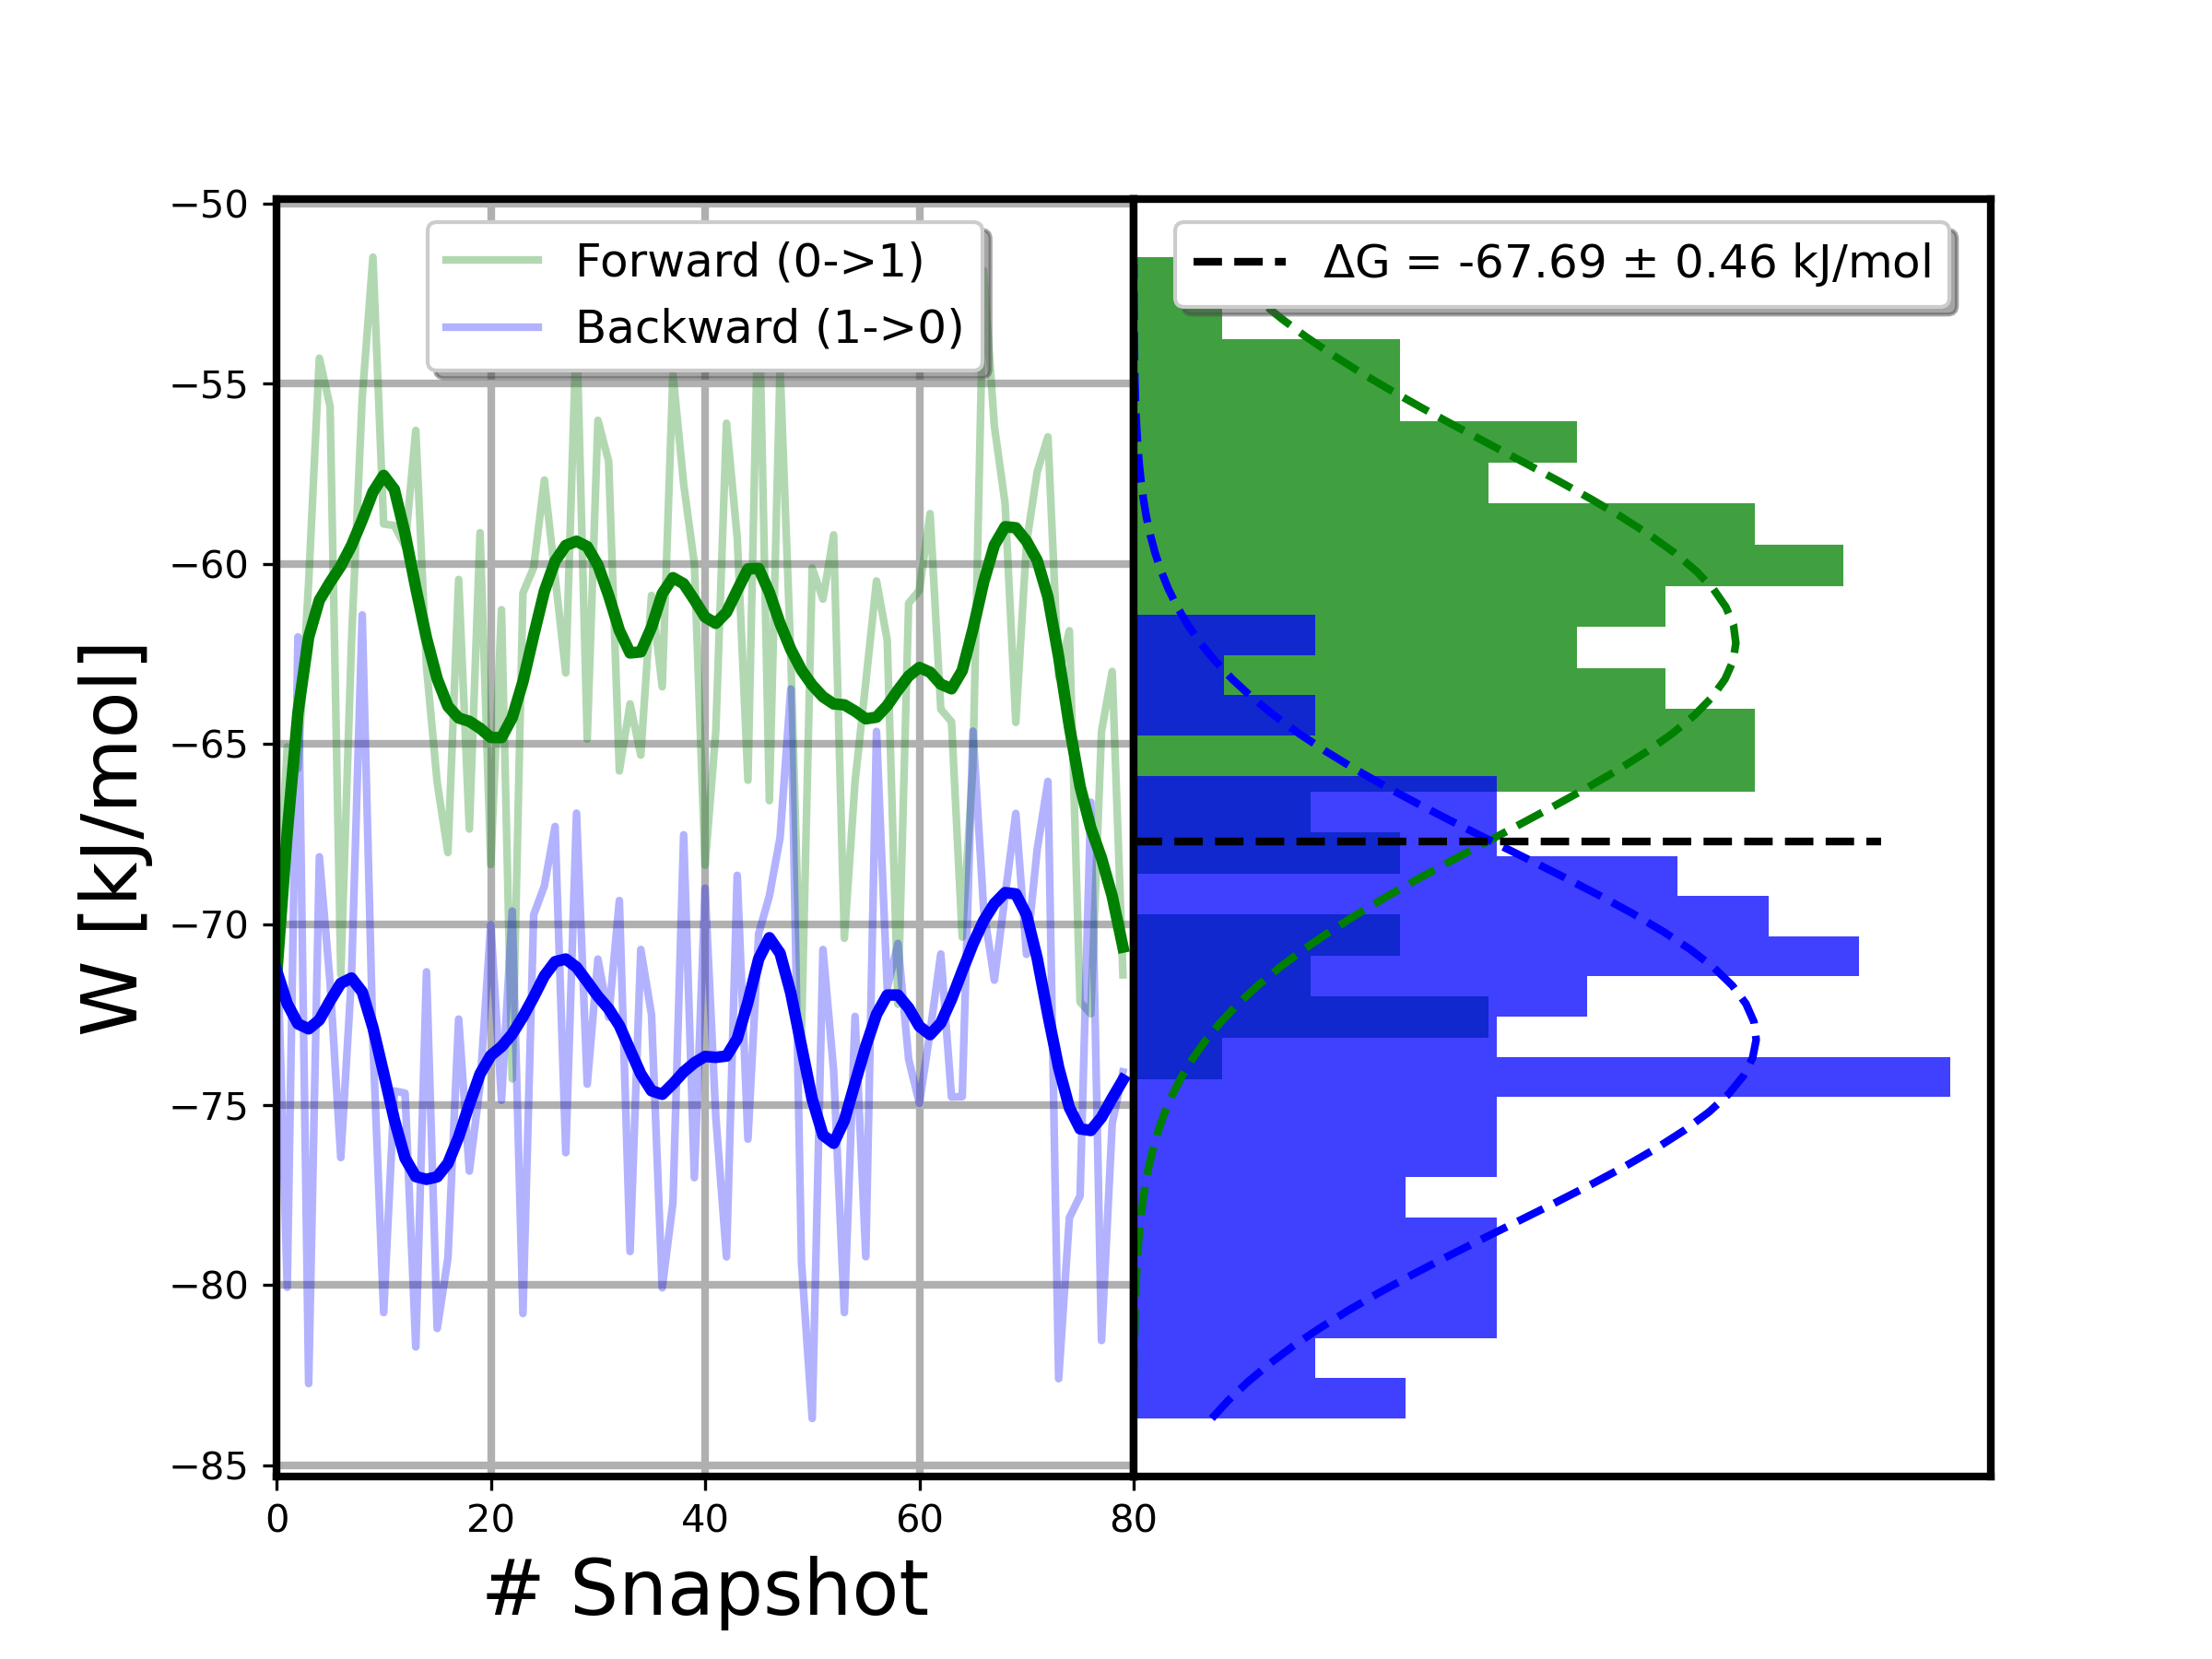 −50
−55
−60
−65
−70
−75
−80
−85
W [kJ/mol]
Forward (0->1)
Backward (1->0)
ΔG = -67.69 ± 0.46 kJ/mol
0 20 40 60 80
# Snapshot